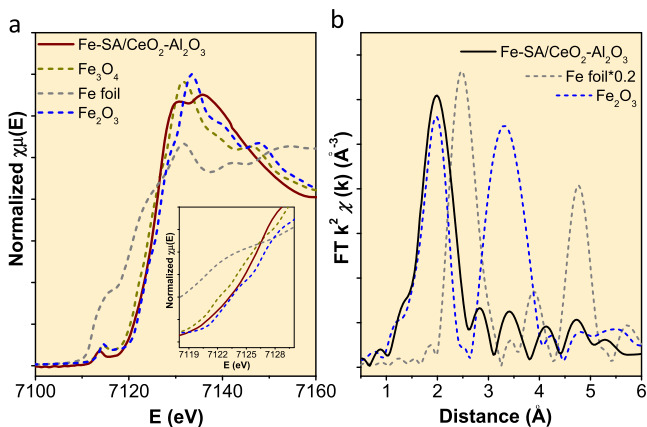 a
Fe-SA/CeO₂-Al₂O₃
Fe₃O₄
Fe foil
Fe₂O₃
Normalized χμ(E)
Normalized χμ(E)
7119 7122 7125 7128
E (eV)
7100 7120 7140 7160
E (eV)
b
Fe-SA/CeO₂-Al₂O₃
Fe foil*0.2
Fe₂O₃
FT k² χ (k) (Å⁻³)
1 2 3 4 5 6
Distance (Å)